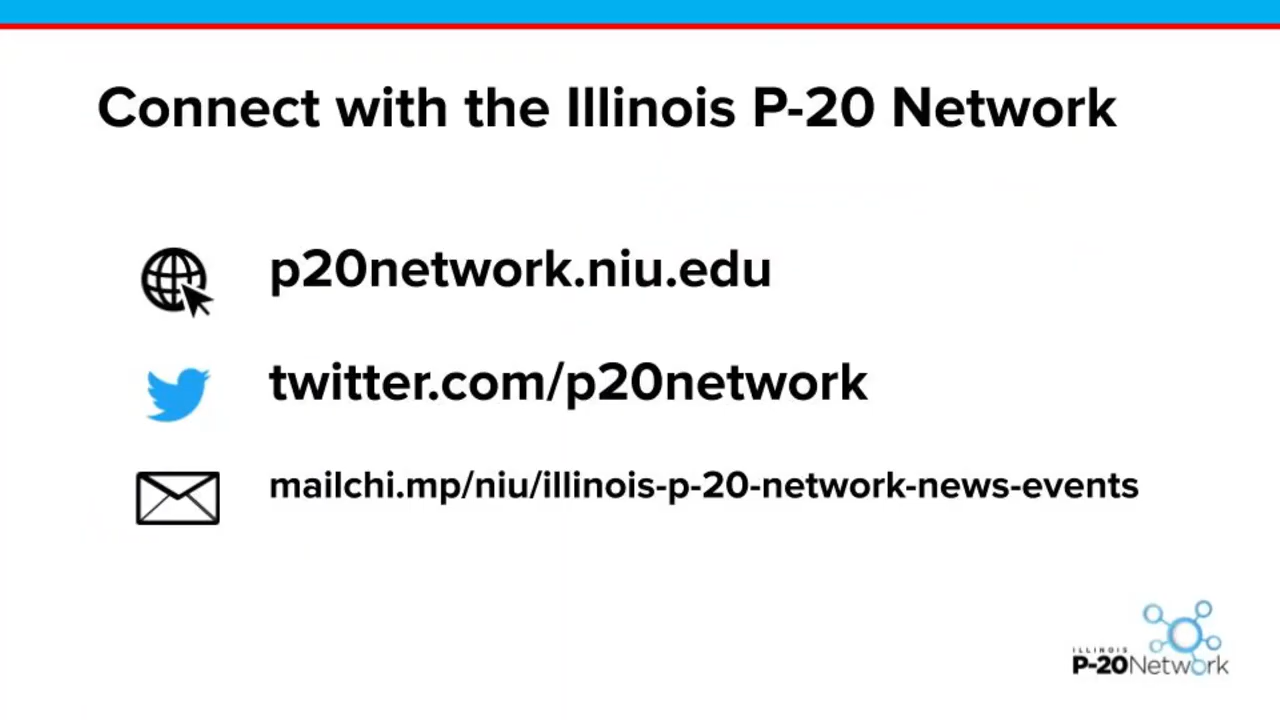 Connect with the Illinois P-20 Network
p20network.niu.edu
twitter.com/p20network
mailchi.mp/niu/illinois-p-20-network-news-events
ILLINOIS
P-20Network